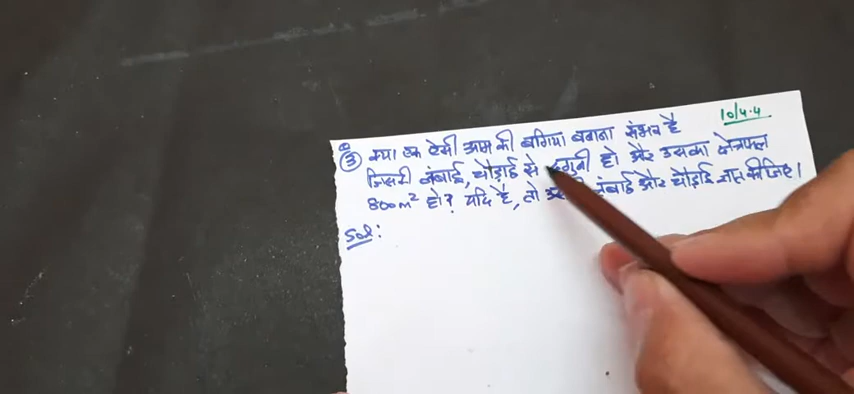 10/4.4
③ क्या एक ऐसी आम की बगिया बनाना संभव है
जिसकी लंबाई, चौड़ाई से दुगुनी हो और उसका क्षेत्रफल
800m² हो? यदि है, तो लंबाई और चौड़ाई ज्ञात कीजिए।
Sol: